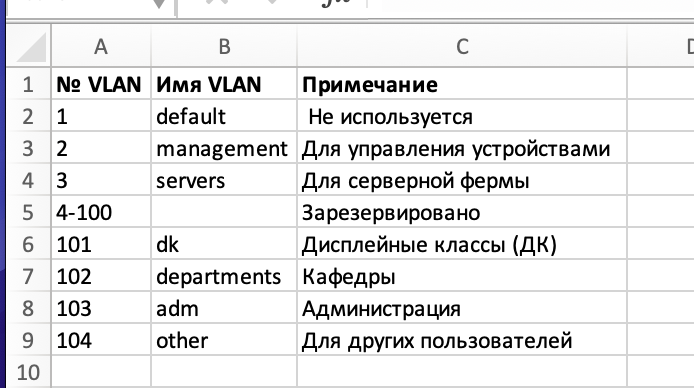 A B C D
1 № VLAN Имя VLAN Примечание
2 1 default Не используется
3 2 management Для управления устройствами
4 3 servers Для серверной фермы
5 4-100 Зарезервировано
6 101 dk Дисплейные классы (ДК)
7 102 departments Кафедры
8 103 adm Администрация
9 104 other Для других пользователей
10